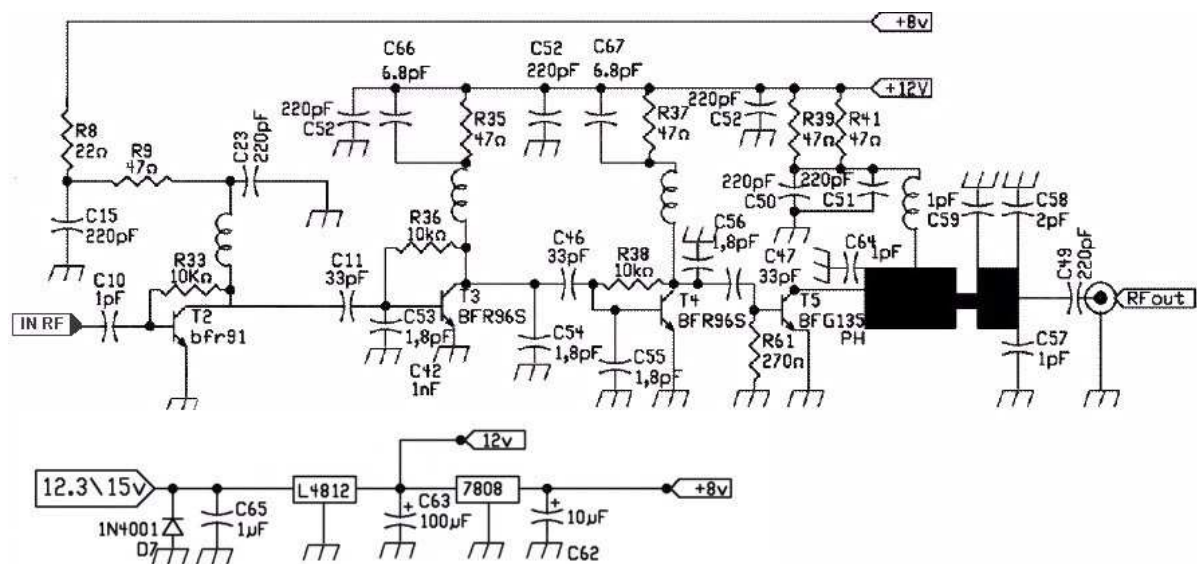 +8v
C66
6.8pF
C52
220pF
C67
6.8pF
+12V
220pF
C52
R35
47Ω
R37
47Ω
220pF
C52
R39
47Ω
R41
47Ω
R8
22Ω
R9
47Ω
C23
220pF
C15
220pF
R33
10KΩ
C10
1pF
IN RF
T2
bfr91
C11
33pF
R36
10kΩ
C53
1,8pF
T3
BFR96S
C42
1nF
C54
1,8pF
C46
33pF
R38
10kΩ
C55
1,8pF
T4
BFR96S
C56
1,8pF
C47
33pF
R61
270Ω
220pF
C50
220pF
C51
C64
1pF
T5
BFG135
PH
1pF
C59
C58
2pF
C49
220pF
RFout
C57
1pF
12.3\15v
1N4001
D7
C65
1µF
L4812
12v
C63
100µF
7808
10µF
C62
+8v
+
+